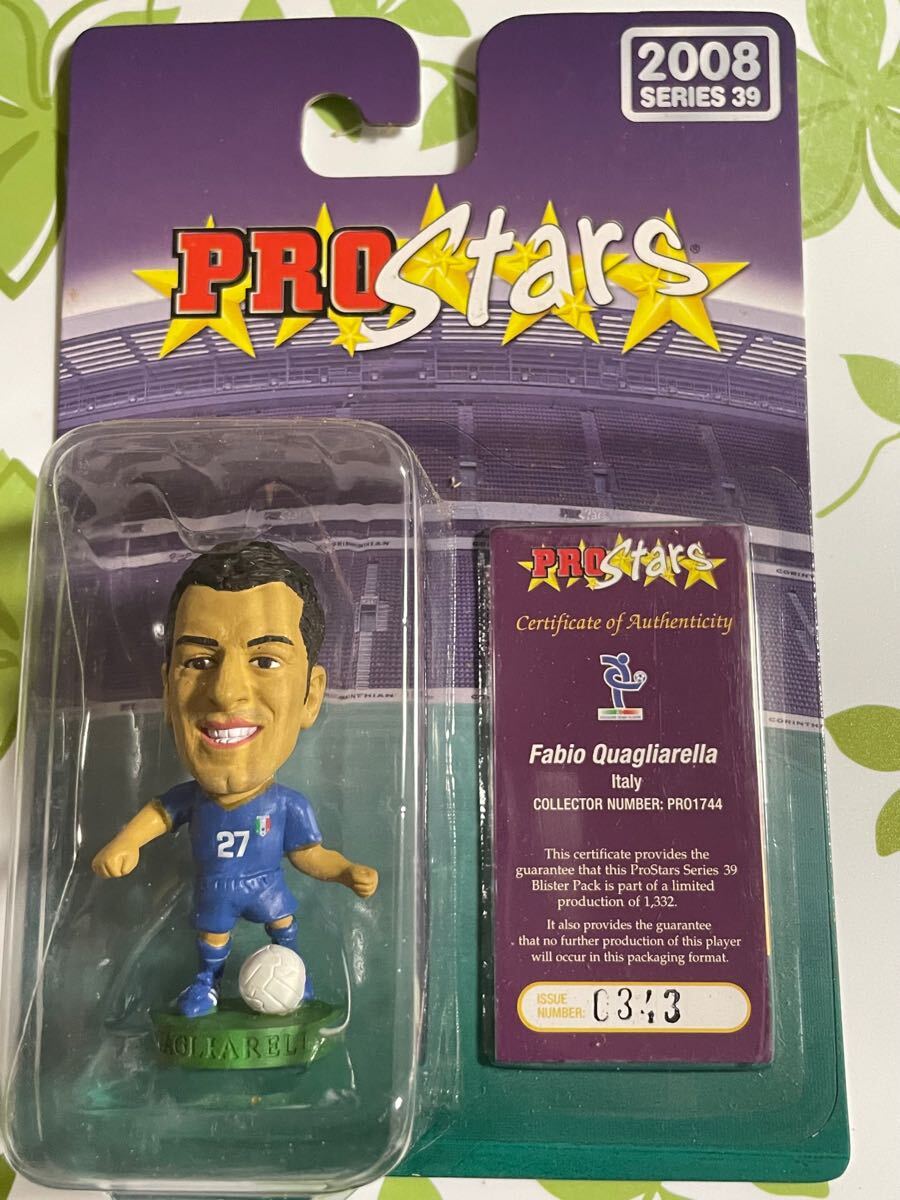 2008
SERIES 39
PROStars®
PROStars
Certificate of Authenticity
Fabio Quagliarella
Italy
COLLECTOR NUMBER: PRO1744
This certificate provides the
guarantee that this ProStars Series 39
Blister Pack is part of a limited
production of 1,332.
It also provides the guarantee
that no further production of this player
will occur in this packaging format.
ISSUE
NUMBER: 0343
27
AGLIAREL
CORINTH